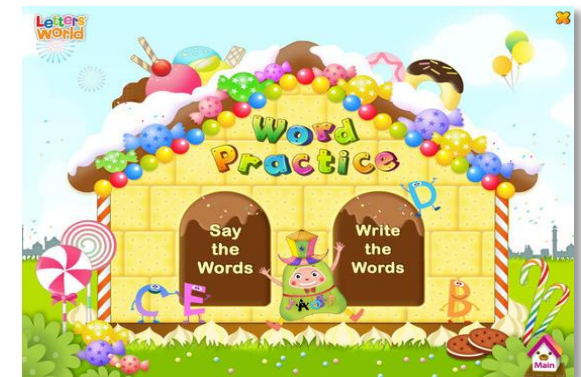 Letters
World
Word
Practice
D
Say
the
Words
Write
the
Words
C E
B
Main